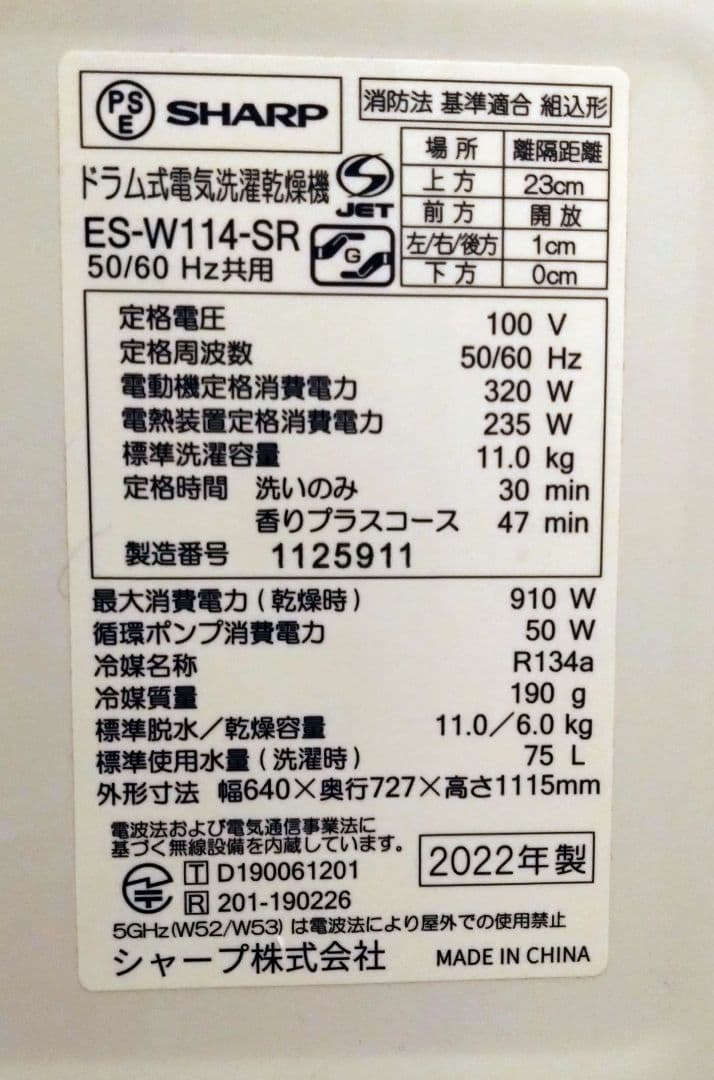 PSE SHARP
消防法 基準適合 組込形
ドラム式電気洗濯乾燥機
JET
ES-W114-SR
G
50/60 Hz共用
場所 離隔距離
上方 23cm
前方 開放
左/右/後方 1cm
下方 0cm
定格電圧 100 V
定格周波数 50/60 Hz
電動機定格消費電力 320 W
電熱装置定格消費電力 235 W
標準洗濯容量 11.0 kg
定格時間 洗いのみ 30 min
香りプラスコース 47 min
製造番号 1125911
最大消費電力(乾燥時) 910 W
循環ポンプ消費電力 50 W
冷媒名称 R134a
冷媒質量 190 g
標準脱水/乾燥容量 11.0/6.0 kg
標準使用水量(洗濯時) 75 L
外形寸法 幅640×奥行727×高さ1115mm
電波法および電気通信事業法に
基づく無線設備を内蔵しています。
T D190061201
R 201-190226
2022年製
5GHz(W52/W53)は電波法により屋外での使用禁止
シャープ株式会社 MADE IN CHINA